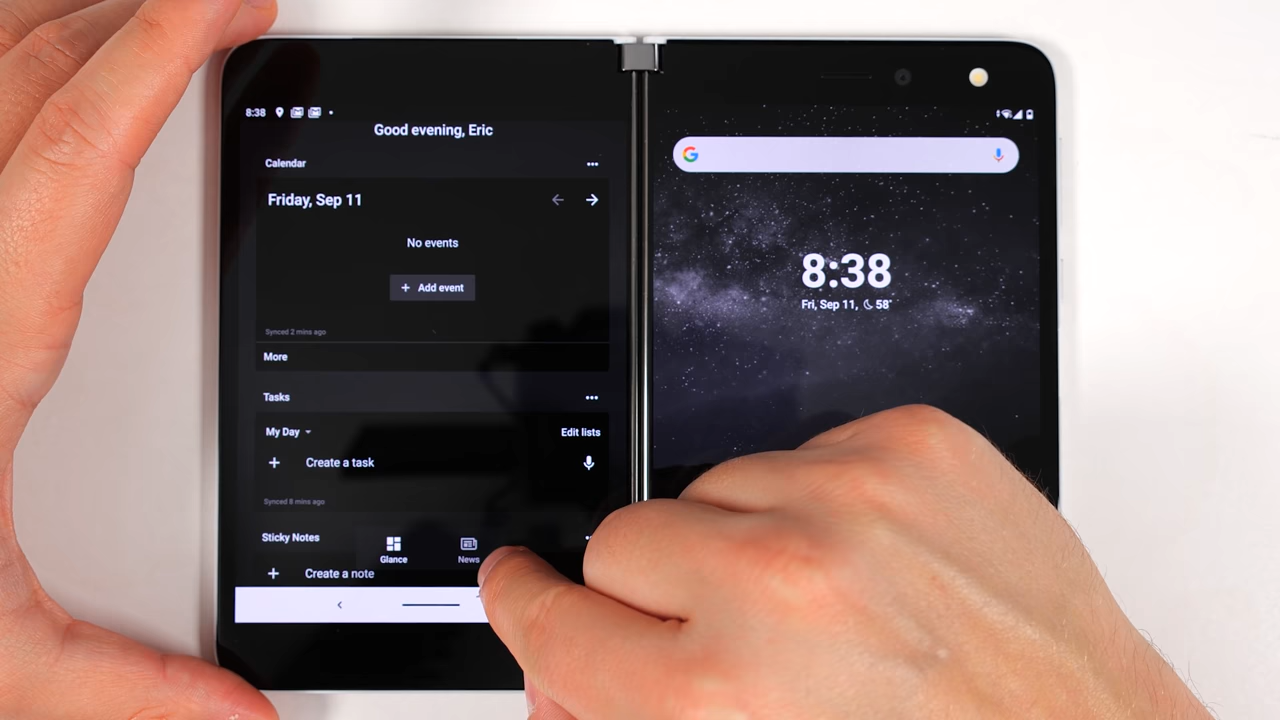 8:38
Good evening, Eric
Calendar
Friday, Sep 11
No events
+ Add event
Synced 2 mins ago
More
Tasks
My Day
Edit lists
+ Create a task
Synced 8 mins ago
Sticky Notes
Glance
News
+ Create a note
G
8:38
Fri, Sep 11, 58°